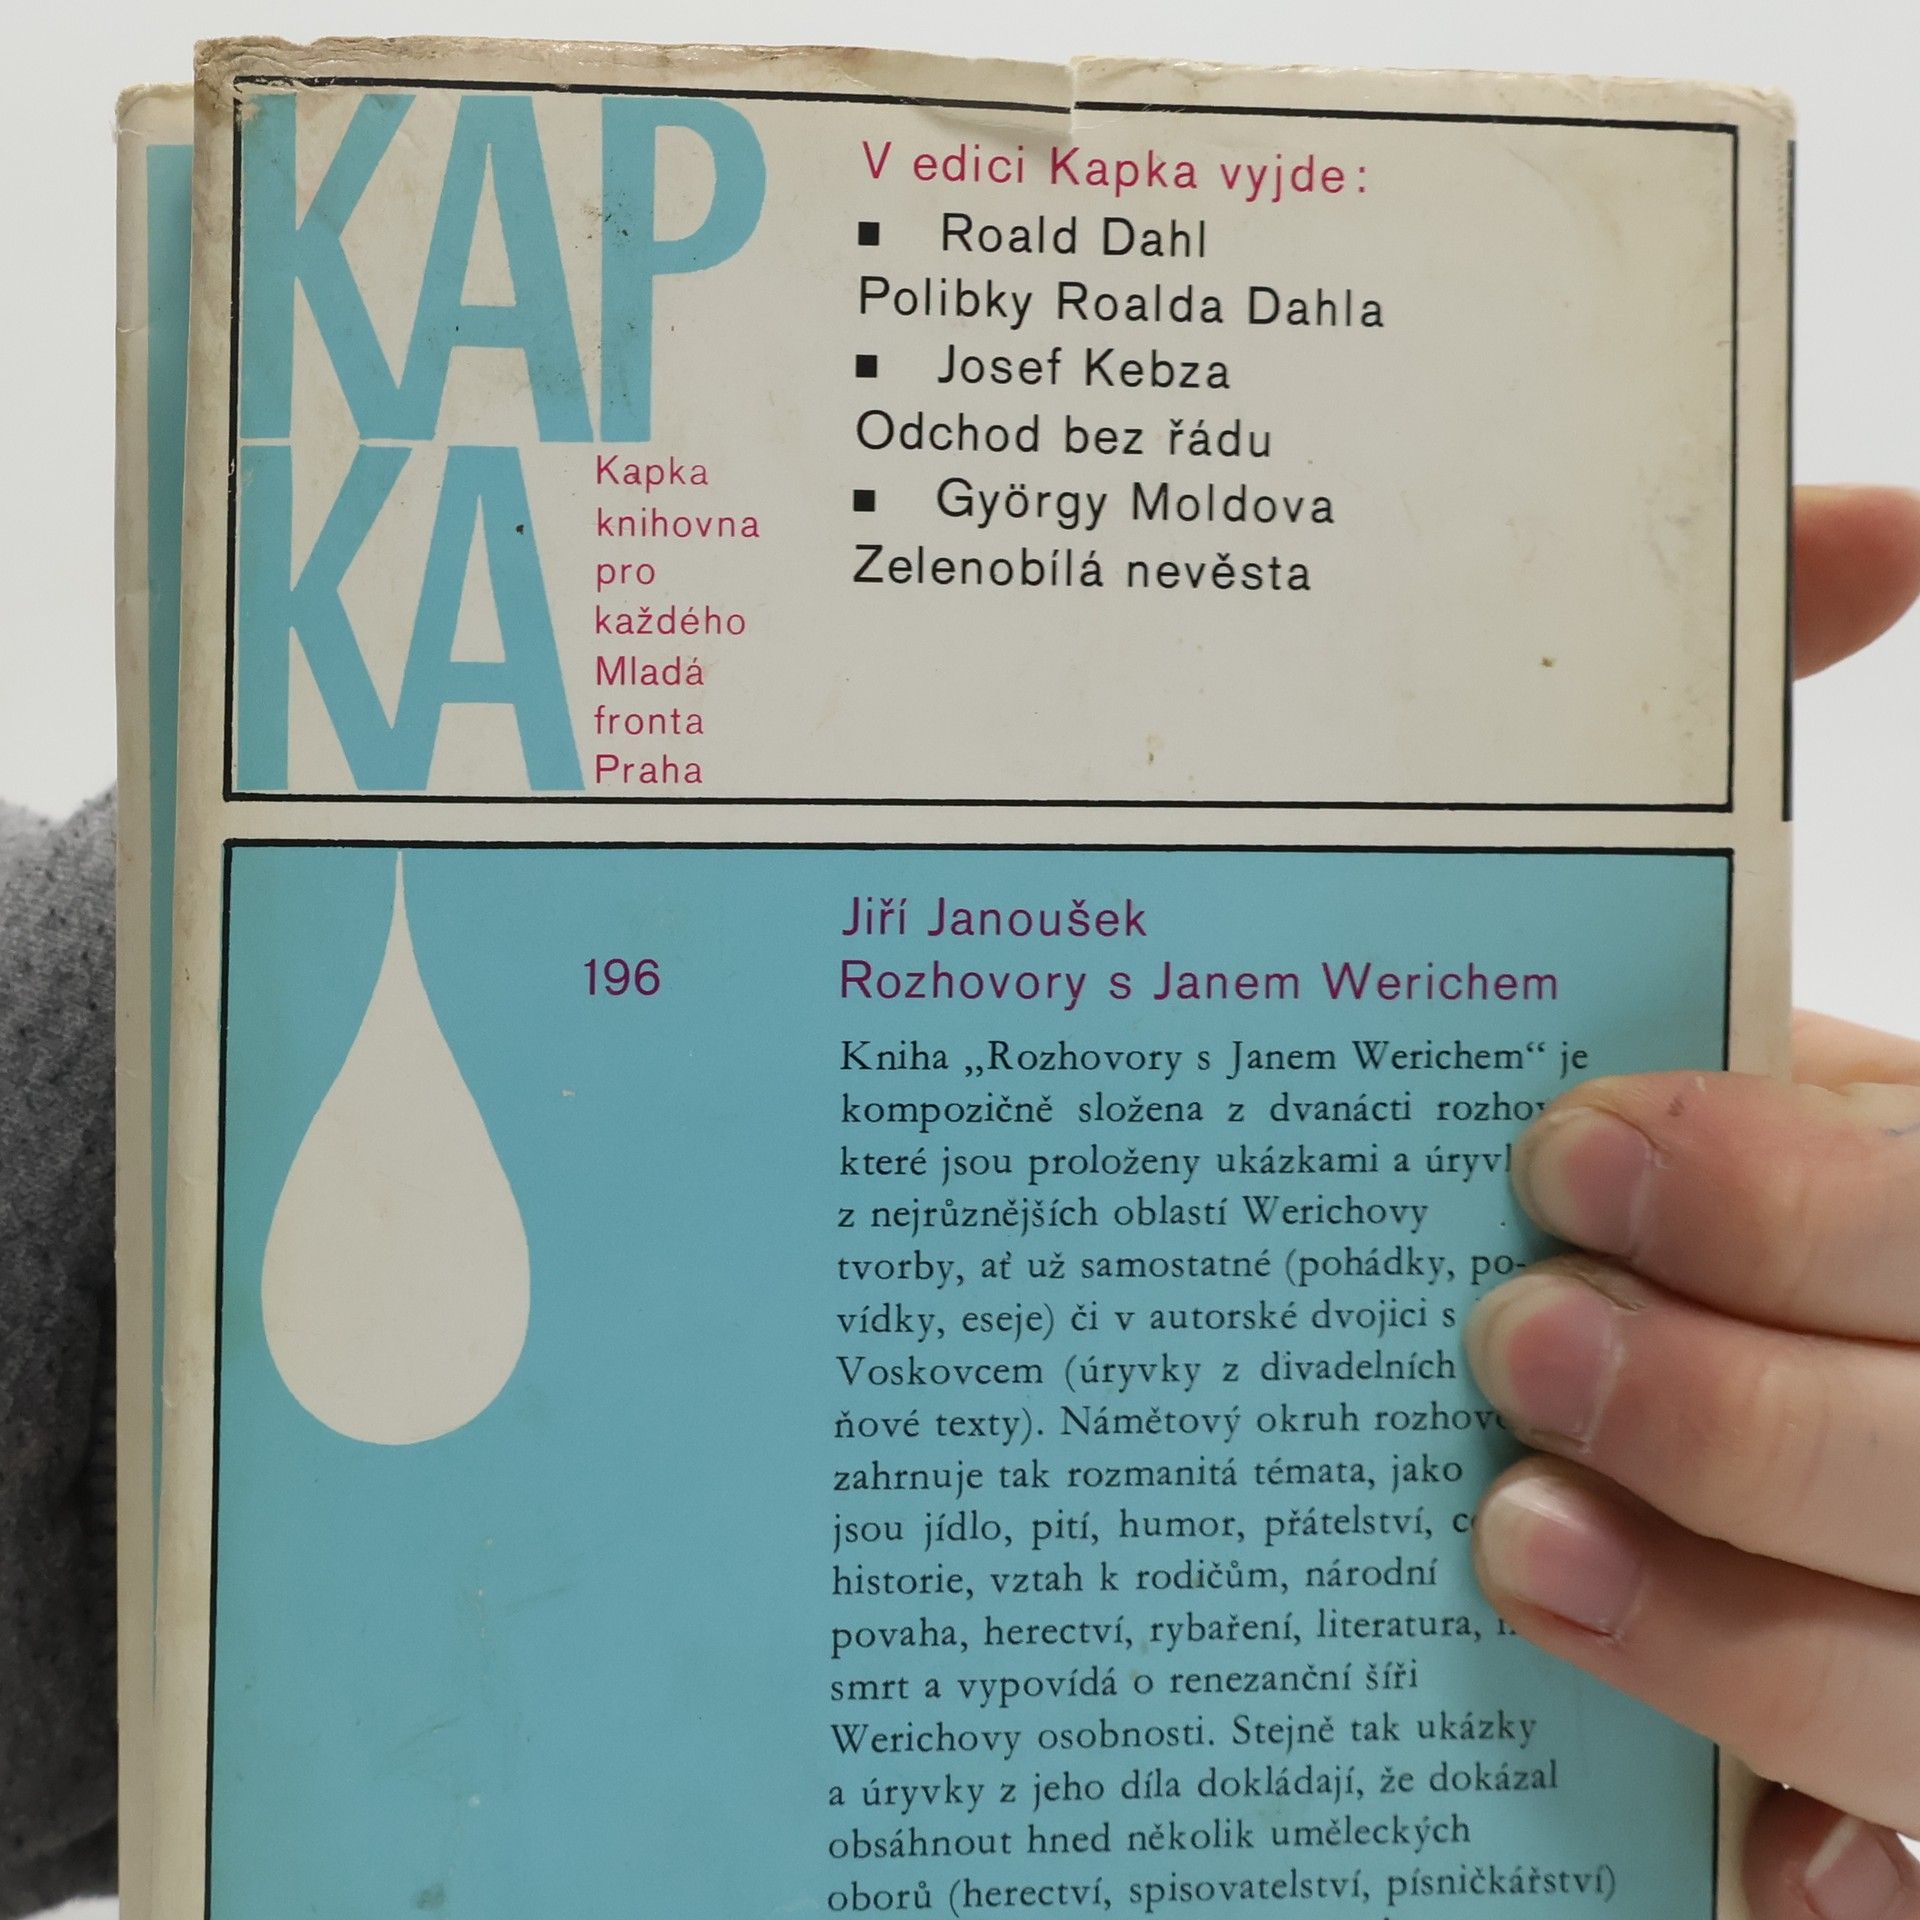 KAP
KA
Kapka
knihovna
pro
každého
Mladá
fronta
Praha
V edici Kapka vyjde:
■ Roald Dahl
Polibky Roalda Dahla
■ Josef Kebza
Odchod bez řádu
■ György Moldova
Zelenobílá nevěsta
196
Jiří Janoušek
Rozhovory s Janem Werichem
Kniha „Rozhovory s Janem Werichem“ je
kompozičně složena z dvanácti
které jsou proloženy ukázkami a
z nejrůznějších oblastí Werichovy
tvorby, ať už samostatné (pohádky, po-
vídky, eseje) či v autorské dvojici s
Voskovcem (úryvky z divadelních
ňové texty). Námětový okruh
zahrnuje tak rozmanitá témata, jako
jsou jídlo, pití, humor, přátelství,
historie, vztah k rodičům, národní
povaha, herectví, rybaření, literatura,
smrt a vypovídá o renezanční šíři
Werichovy osobnosti. Stejně tak ukázky
a úryvky z jeho díla dokládají, že dokázal
obsáhnout hned několik uměleckých
oborů (herectví, spisovatelství, písničkářství)